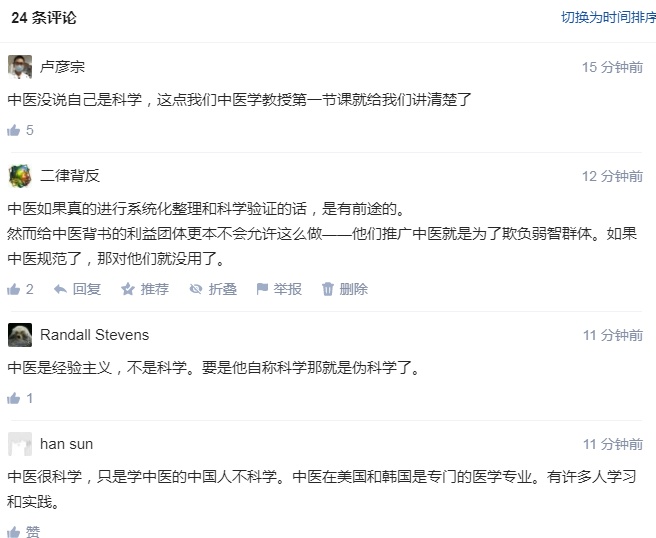 24 条评论
切换为时间排序
卢彦宗
15 分钟前
中医没说自己是科学，这点我们中医学教授第一节课就给我们讲清楚了
5
二律背反
12 分钟前
中医如果真的进行系统化整理和科学验证的话，是有前途的。
然而给中医背书的利益团体更本不会允许这么做——他们推广中医就是为了欺负弱智群体。如果
中医规范了，那对他们就没用了。
2 回复 推荐 折叠 举报 删除
Randall Stevens
11 分钟前
中医是经验主义，不是科学。要是他自称科学那就是伪科学了。
1
han sun
11 分钟前
中医很科学，只是学中医的中国人不科学。中医在美国和韩国是专门的医学专业。有许多人学习
和实践。
赞